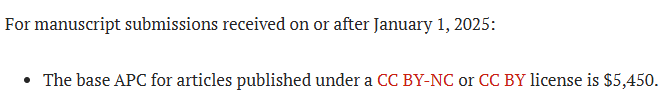 For manuscript submissions received on or after January 1, 2025:
• The base APC for articles published under a CC BY-NC or CC BY license is $5,450.